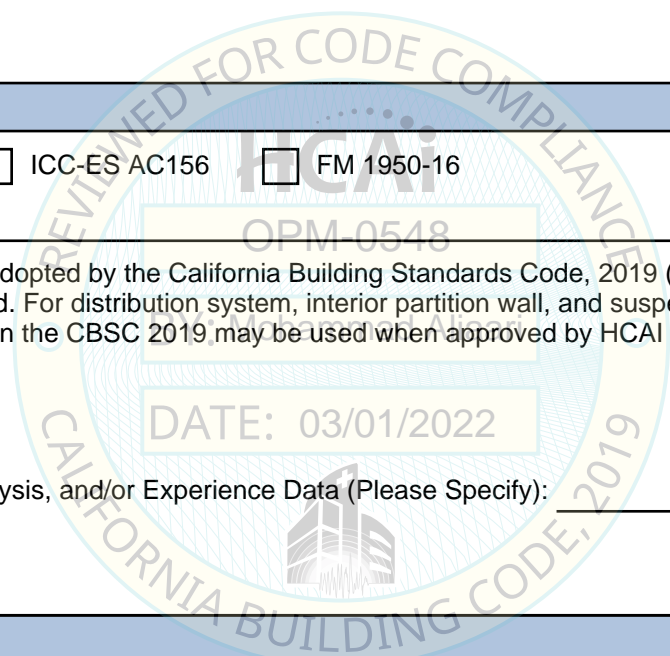 REVIEWED FOR CODE COMPLIANCE
HCAi
ICC-ES AC156 FM 1950-16
OPM-0548
dopted by the California Building Standards Code, 2019 (
d. For distribution system, interior partition wall, and susp
n the CBSC 2019 may be used when approved by HCAI
BY: Mohammad Aliaari
DATE: 03/01/2022
ysis, and/or Experience Data (Please Specify):
CALIFORNIA BUILDING CODE, 2019